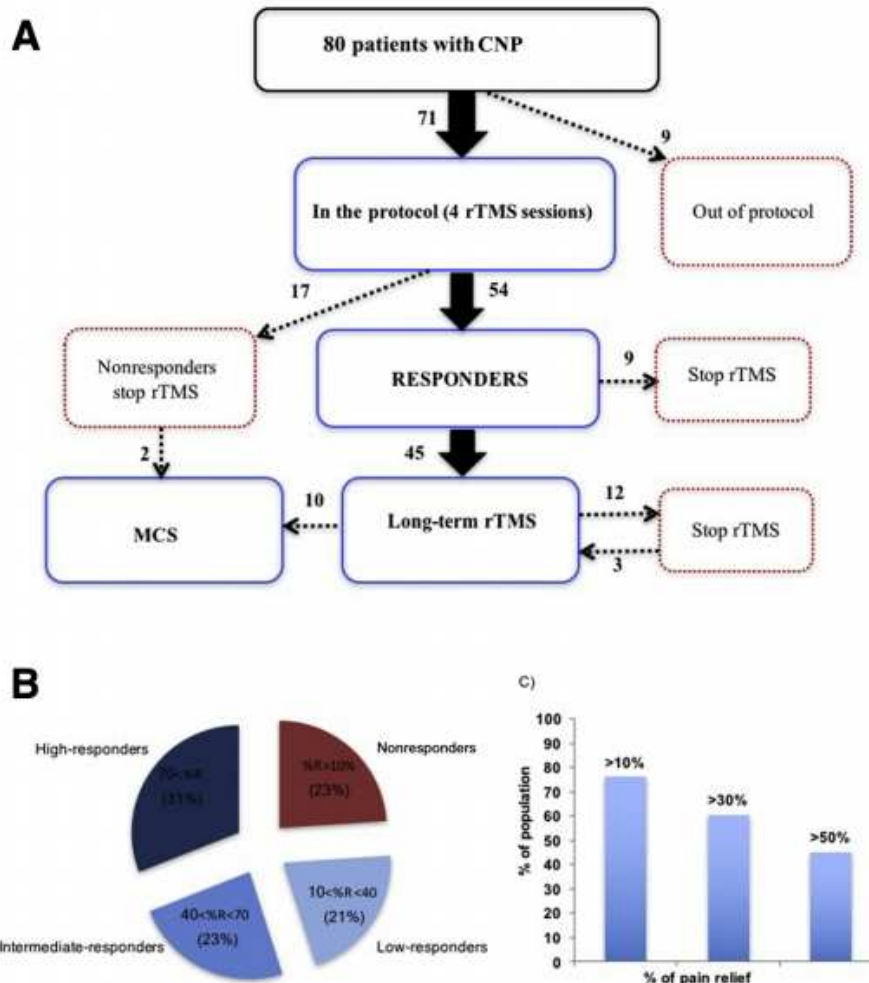 A
80 patients with CNP
71
9
In the protocol (4 rTMS sessions)
Out of protocol
17
54
Nonresponders
stop rTMS
RESPONDERS
9
Stop rTMS
2
45
MCS
10
Long-term rTMS
12
3
Stop rTMS
B
High-responders
70<%R
(31%)
%R>10%
(23%)
Nonresponders
40<%R<70
(23%)
Intermediate-responders
10<%R<40
(21%)
Low-responders
C)
% of population
100
90
80
70
60
50
40
30
20
10
0
>10%
>30%
>50%
% of pain relief